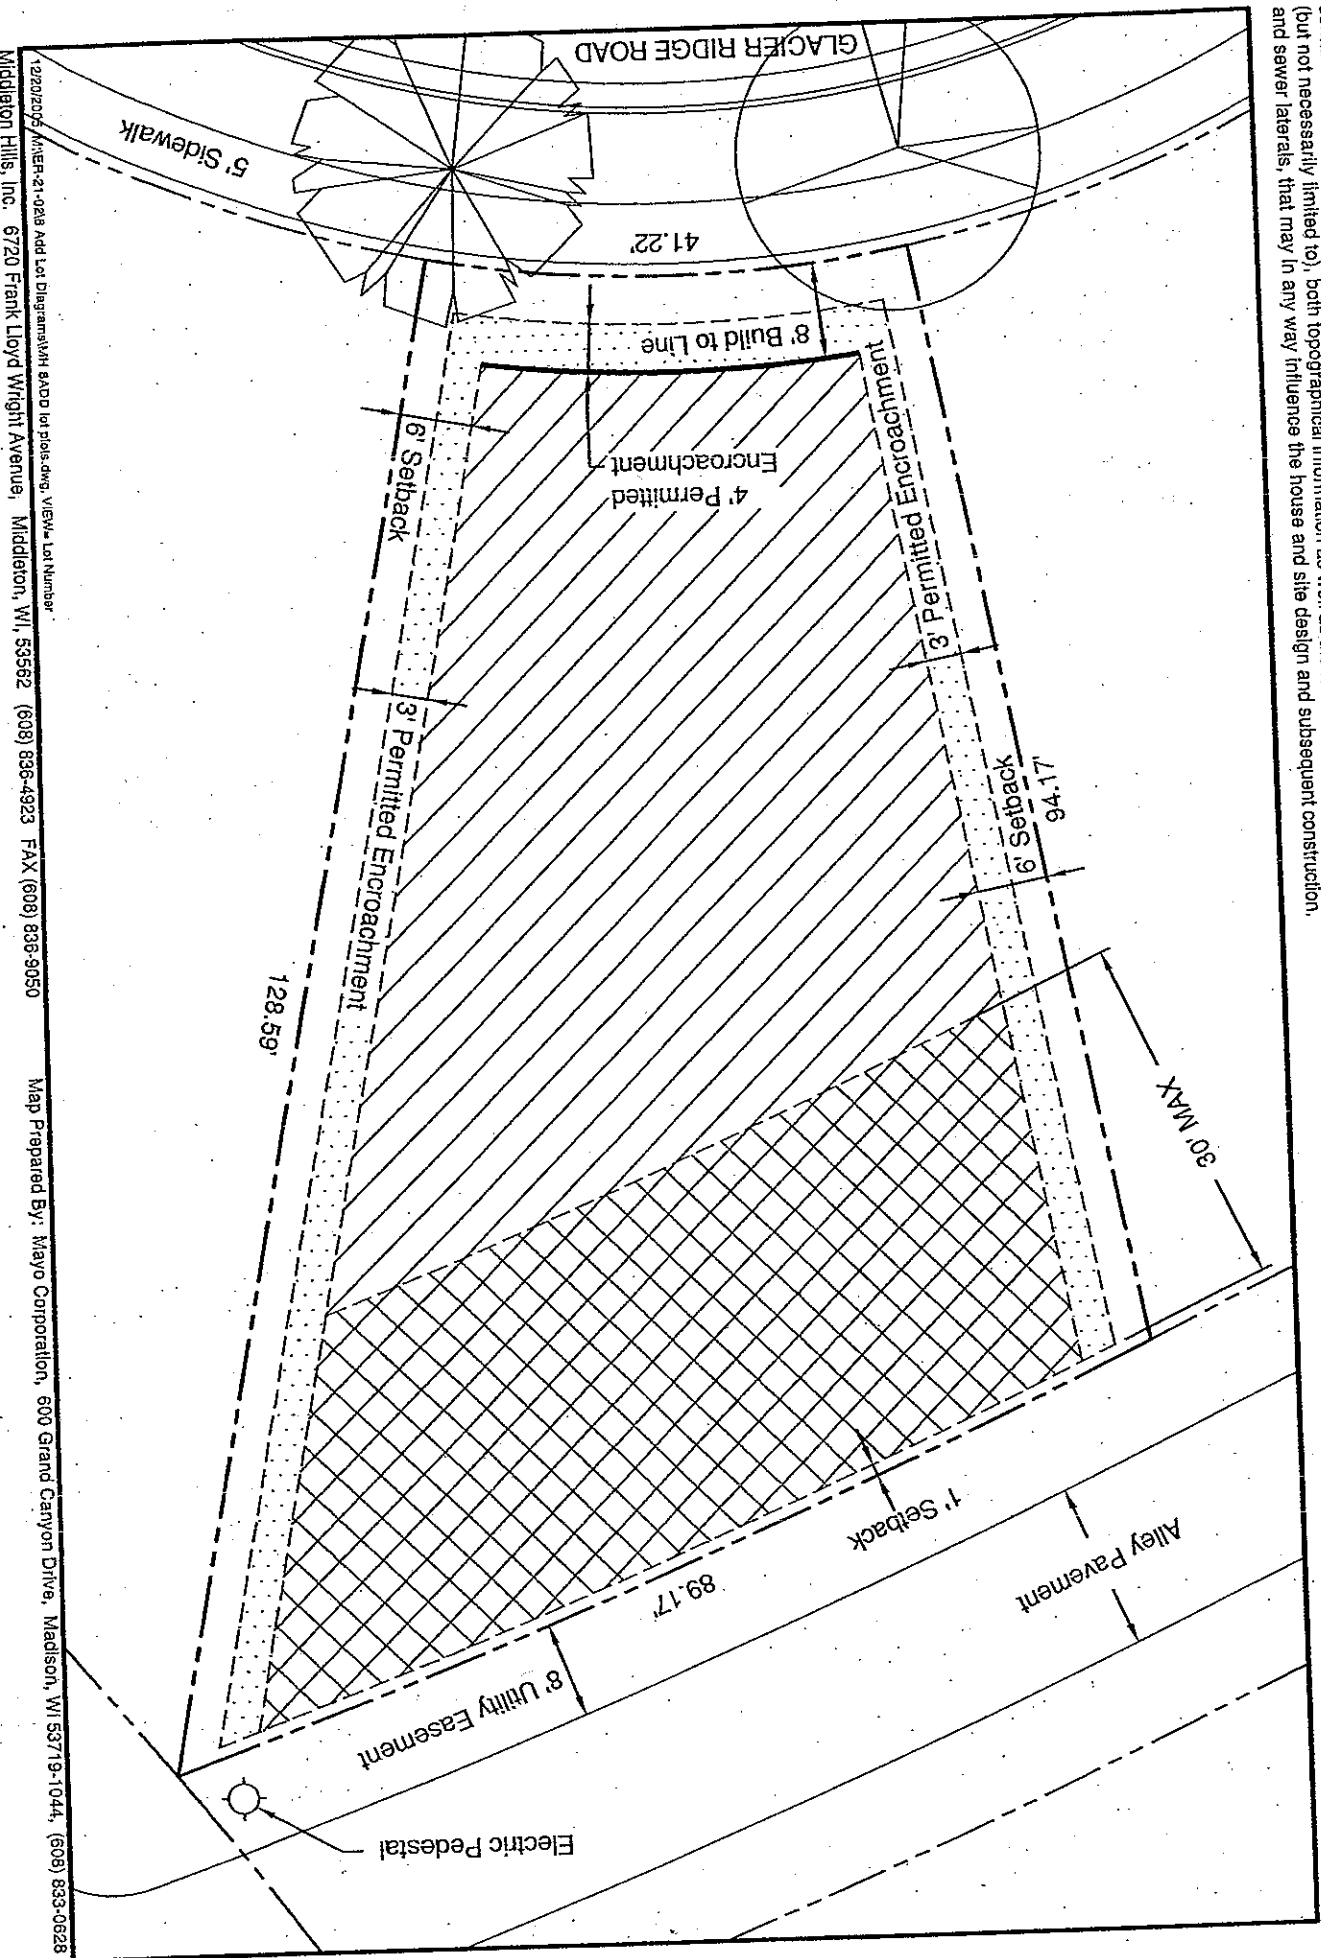 (but not necessarily limited to), both topographical information as well as
and sewer laterals, that may in any way influence the house and site design and subsequent construction.
GLACIER RIDGE ROAD
5' Sidewalk
41.22'
8' Build to Line
6' Setback
4' Permitted
Encroachment
3' Permitted Encroachment
3' Permitted Encroachment
6' Setback
94.17'
128.59'
30' MAX
1' Setback
89.17'
Alley Pavement
8' Utility Easement
Electric Pedestal
12/20/2005, Add Lot Diagrams lot plots.dwg, VIEW= Lot Number
Middleton Hills, Inc. 6720 Frank Lloyd Wright Avenue, Middleton, WI, 53562 (608) 836-4923 FAX (608) 836-9050 Map Prepared By: Mayo Corporation, 600 Grand Canyon Drive, Madison, WI 53719-1044, (608) 833-0628